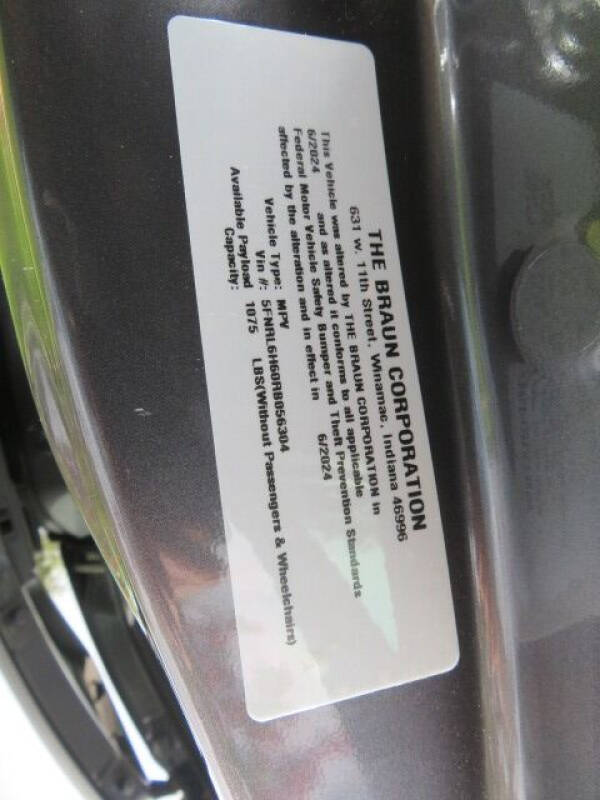 THE BRAUN CORPORATION
631 w. 11th Street, Winamac, Indiana 46996
This Vehicle was altered by THE BRAUN CORPORATION in
6/2024 and as altered it conforms to all applicable
Federal Motor Vehicle Safety Bumper and Theft Prevention Standards
affected by the alteration and in effect in 6/2024
Vehicle Type: MPV
Vin #: 5FNRL6H60RB056304
Available Payload 1075 LBS(Without Passengers & Wheelchairs)
Capacity: